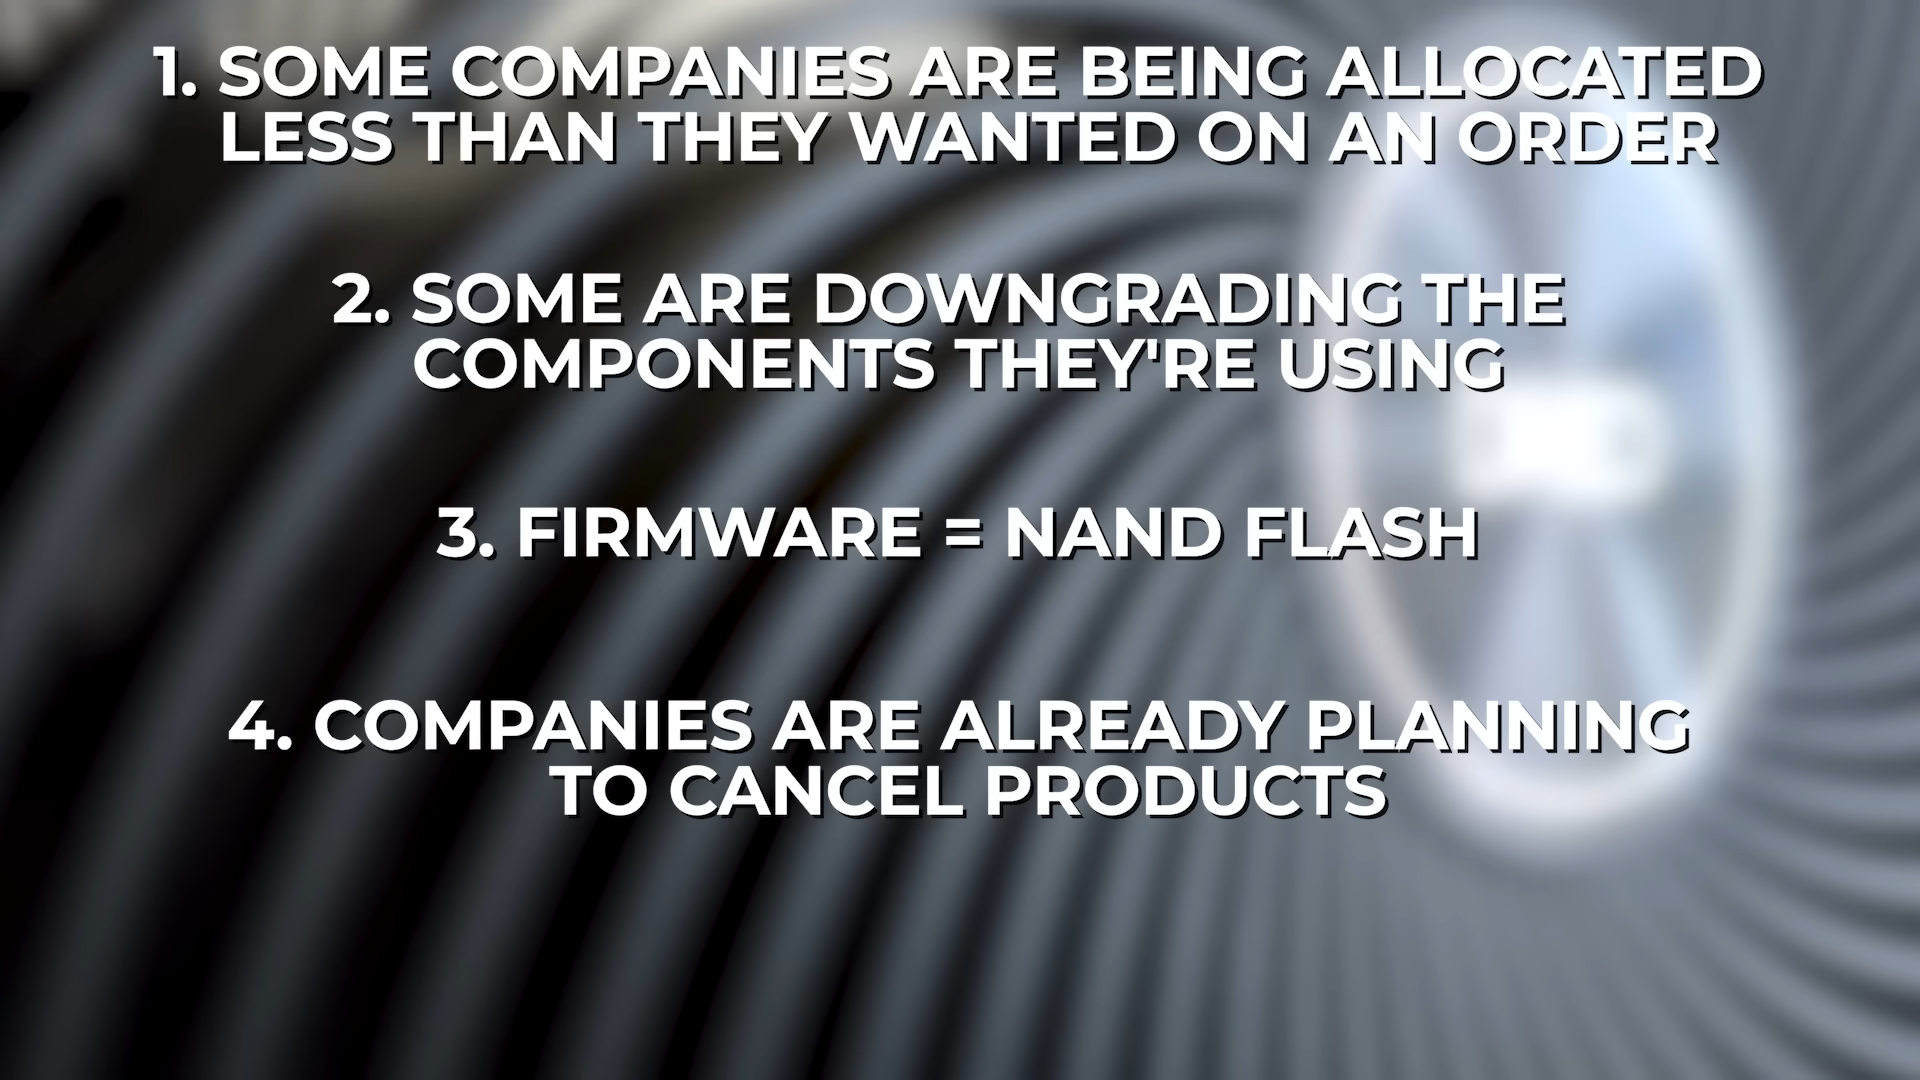 1. SOME COMPANIES ARE BEING ALLOCATED
LESS THAN THEY WANTED ON AN ORDER
2. SOME ARE DOWNGRADING THE
COMPONENTS THEY'RE USING
3. FIRMWARE = NAND FLASH
4. COMPANIES ARE ALREADY PLANNING
TO CANCEL PRODUCTS